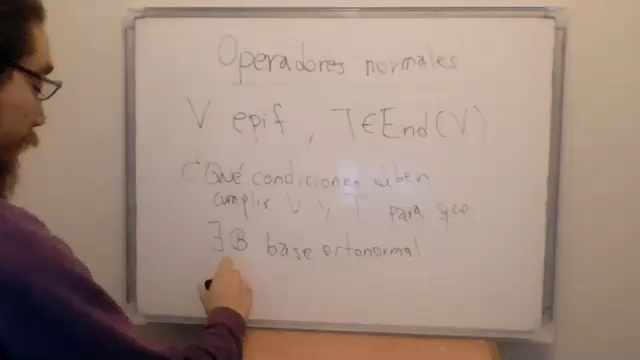 Operadores normales
V epif, T∈End(V)
¿Qué condiciones deben
cumplir V y T para que
∃ B base ortonormal